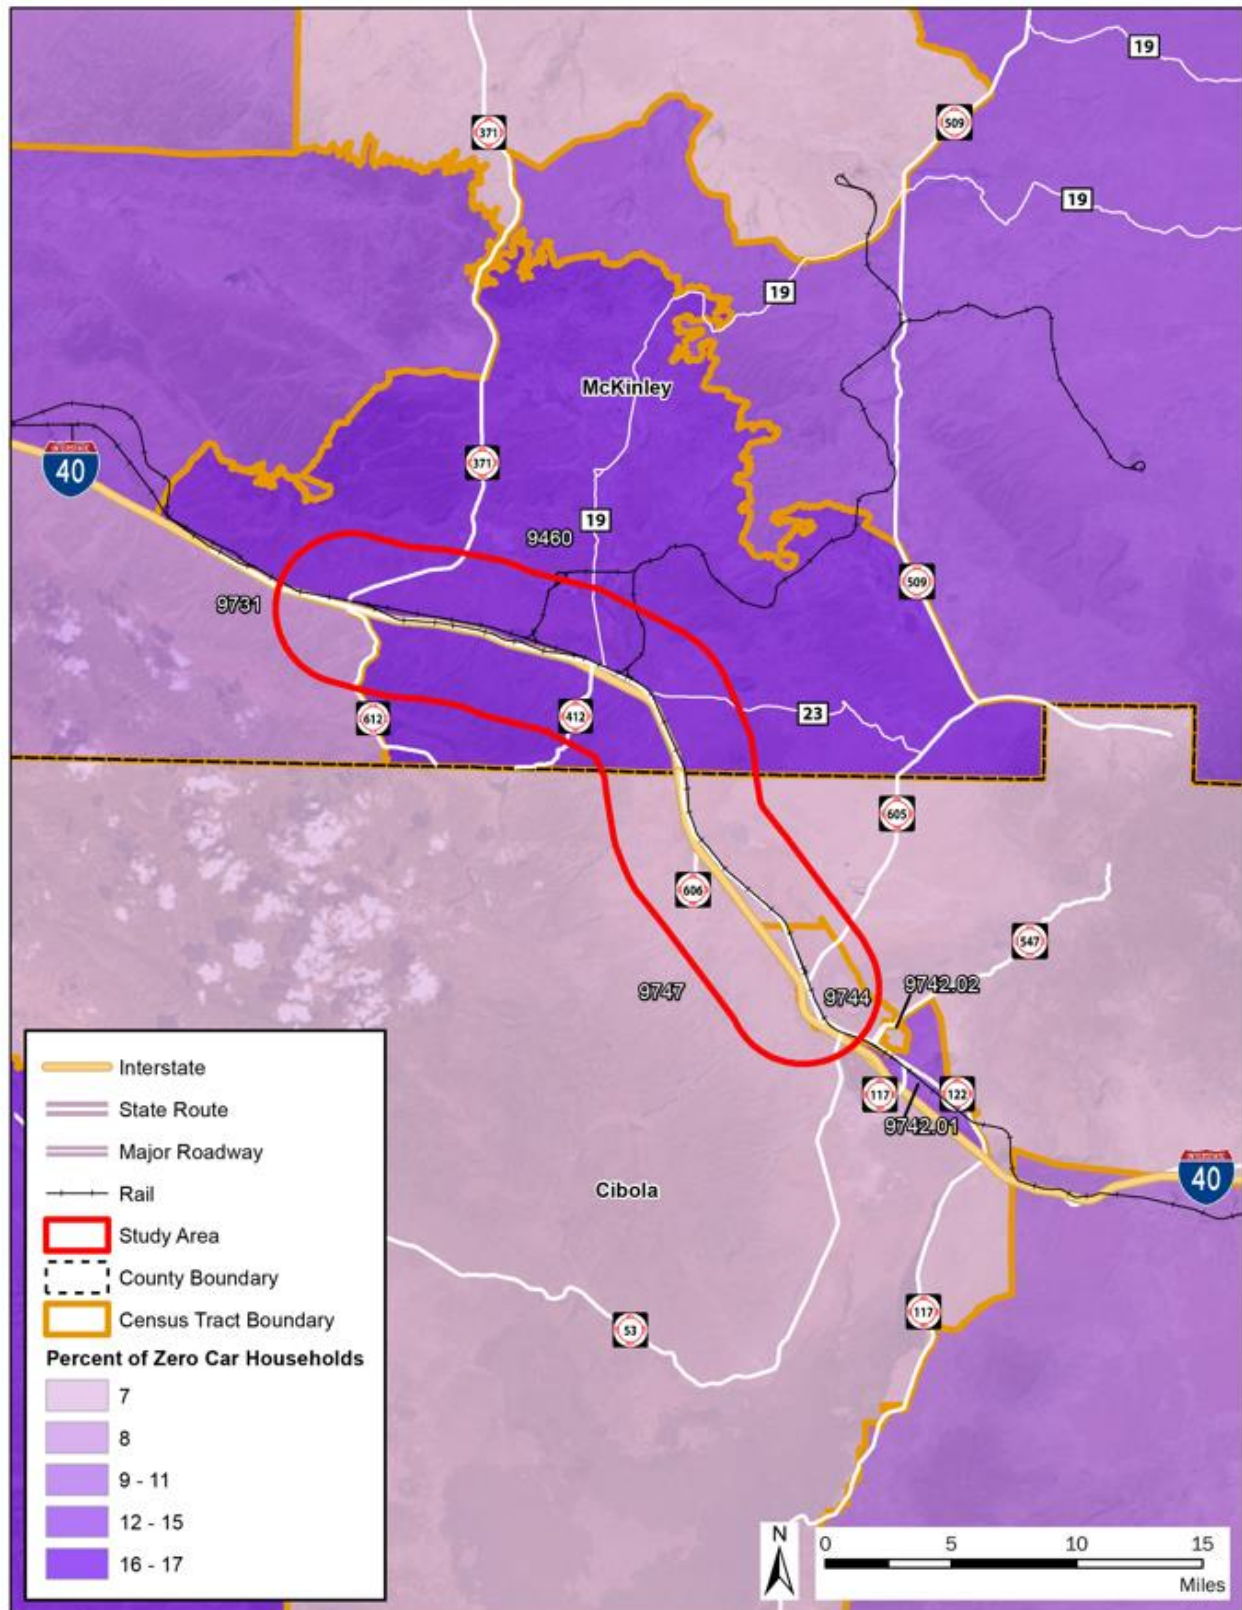 19
371
509
19
19
McKinley
INTERSTATE
40
371
19
9460
509
9731
612
412
23
605
606
547
9747
9744
9742.02
117
122
9742.01
INTERSTATE
40
Cibola
117
53
Interstate
State Route
Major Roadway
Rail
Study Area
County Boundary
Census Tract Boundary
Percent of Zero Car Households
7
8
9 - 11
12 - 15
16 - 17
N
0 5 10 15
Miles